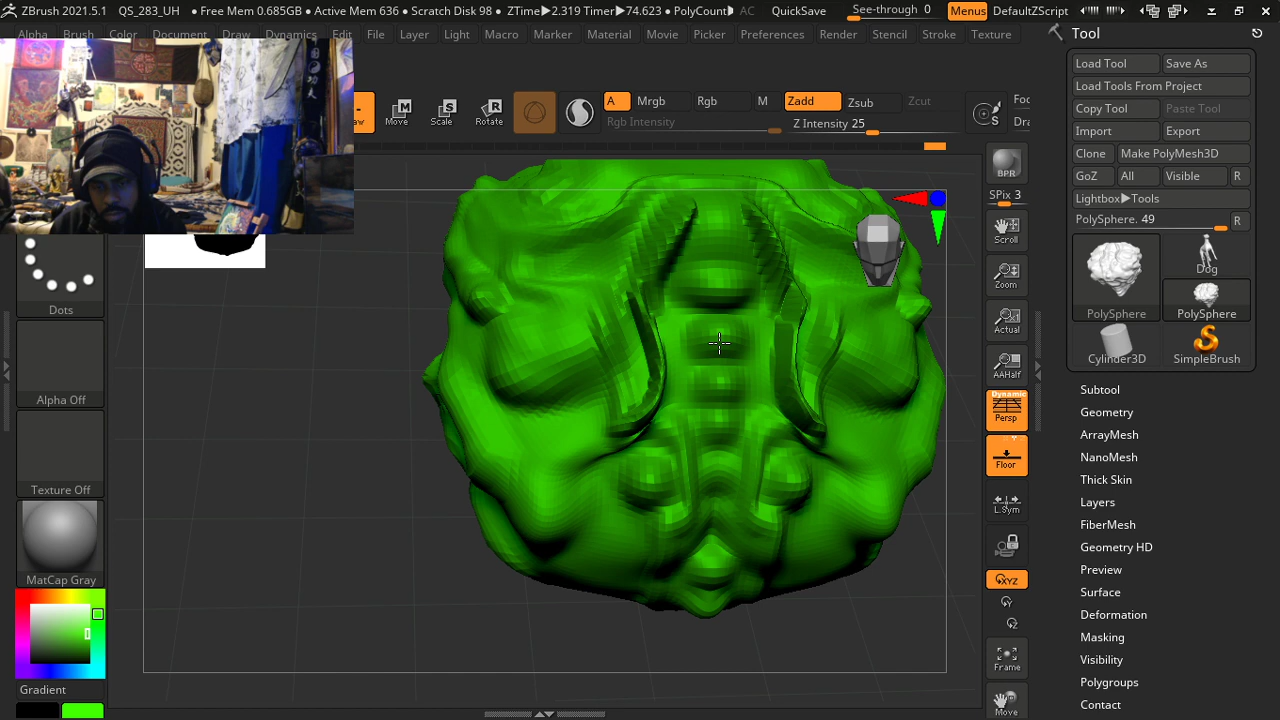 ZBrush 2021.5.1 QS_283_UH ● Free Mem 0.685GB ● Active Mem 636 ● Scratch Disk 98 ● ZTime▶2.319 Timer▶74.623 ● PolyCount▶ AC QuickSave See-through 0 Menus DefaultZScript
Alpha Brush Color Document Draw Dynamics Edit File Layer Light Macro Marker Material Movie Picker Preferences Render Stencil Stroke Texture
Tool
Load Tool Save As
Load Tools From Project
Copy Tool Paste Tool
Import Export
Clone Make PolyMesh3D
GoZ All Visible R
Lightbox▶Tools
PolySphere. 49 R
PolySphere
Dog
PolySphere
Cylinder3D SimpleBrush
Subtool
Geometry
ArrayMesh
NanoMesh
Thick Skin
Layers
FiberMesh
Geometry HD
Preview
Surface
Deformation
Masking
Visibility
Polygroups
Contact
Move Scale Rotate
A Mrgb Rgb M Zadd Zsub Zcut
Rgb Intensity Z Intensity 25
Foc
Dra
BPR
SPix 3
Scroll
Zoom
Actual
AAHalf
Dynamic
Persp
Floor
L.Sym
XYZ
Frame
Move
Dots
Alpha Off
Texture Off
MatCap Gray
Gradient